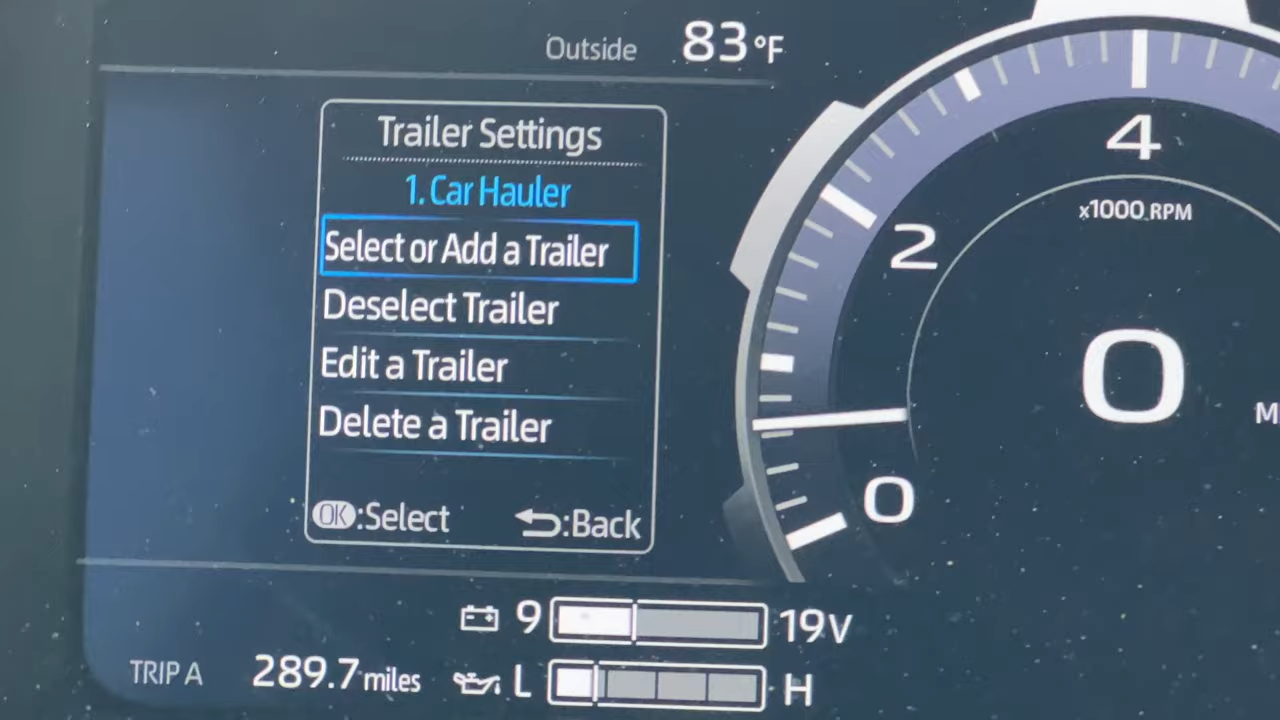 Outside 83°F
Trailer Settings
1. Car Hauler
Select or Add a Trailer
Deselect Trailer
Edit a Trailer
Delete a Trailer
OK:Select :Back
4
x1000 RPM
2
0
M
0
9 19V
TRIP A 289.7 miles L H